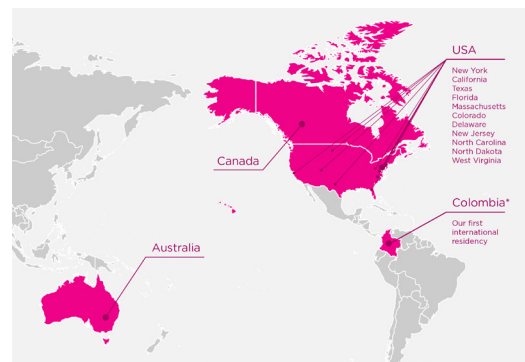 USA
New York
California
Texas
Florida
Massachusetts
Colorado
Delaware
New Jersey
North Carolina
North Dakota
West Virginia
Canada
Colombia*
Our first
international
residency
Australia